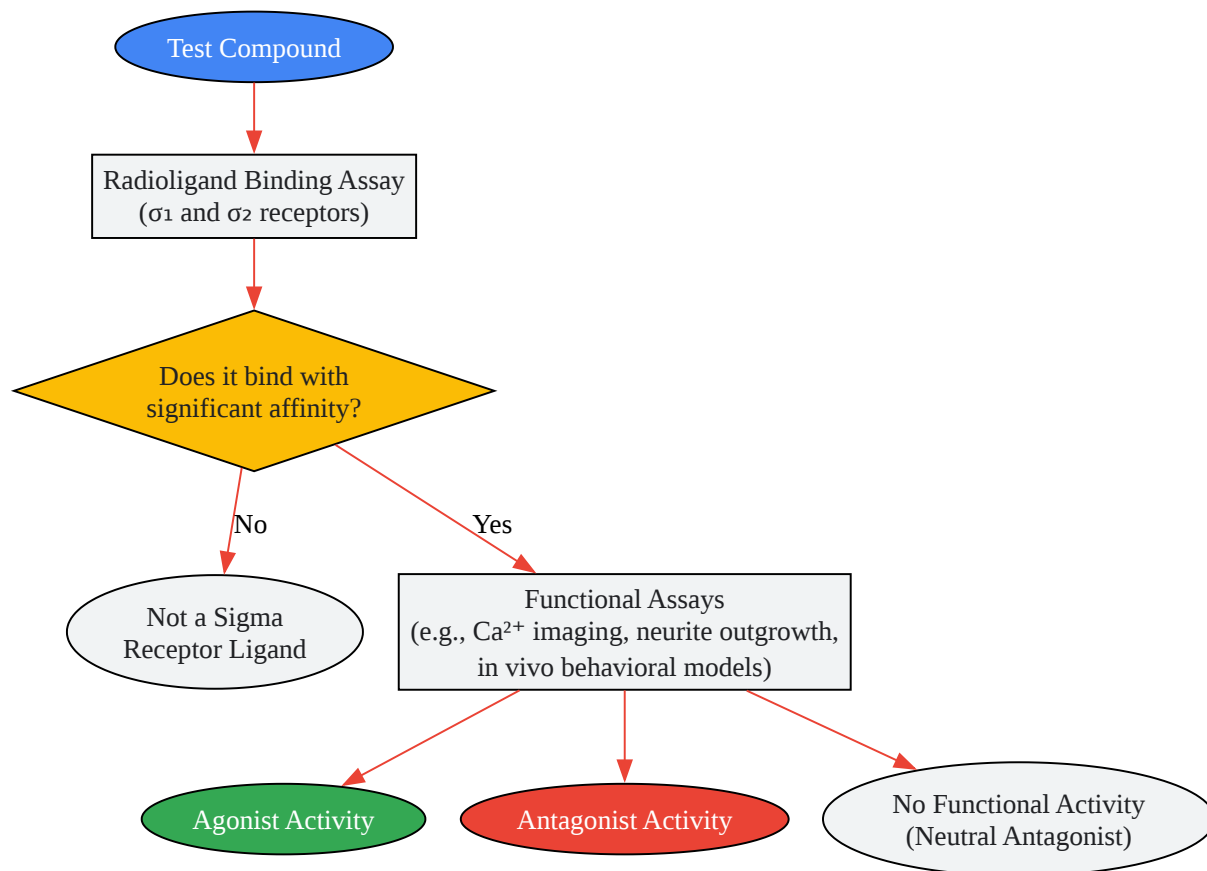 Test Compound
Radioligand Binding Assay
(σ₁ and σ₂ receptors)
Does it bind with
significant affinity?
No
Yes
Not a Sigma
Receptor Ligand
Functional Assays
(e.g., Ca²⁺ imaging, neurite outgrowth,
in vivo behavioral models)
Agonist Activity
Antagonist Activity
No Functional Activity
(Neutral Antagonist)